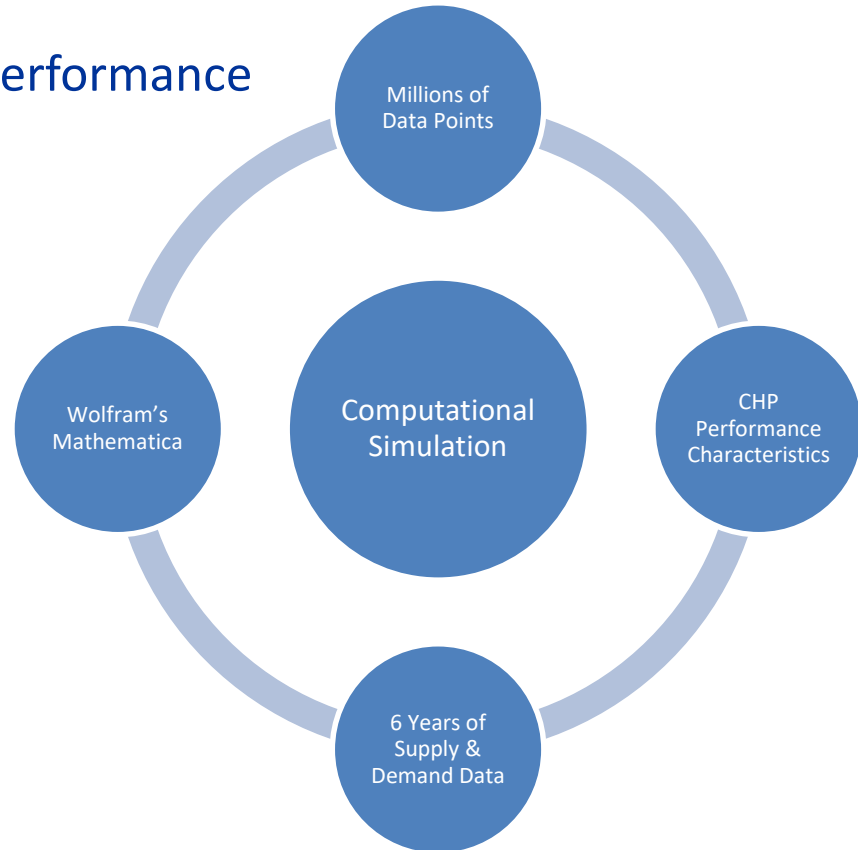 erformance
Millions of
Data Points
Wolfram’s
Mathematica
Computational
Simulation
CHP
Performance
Characteristics
6 Years of
Supply &
Demand Data